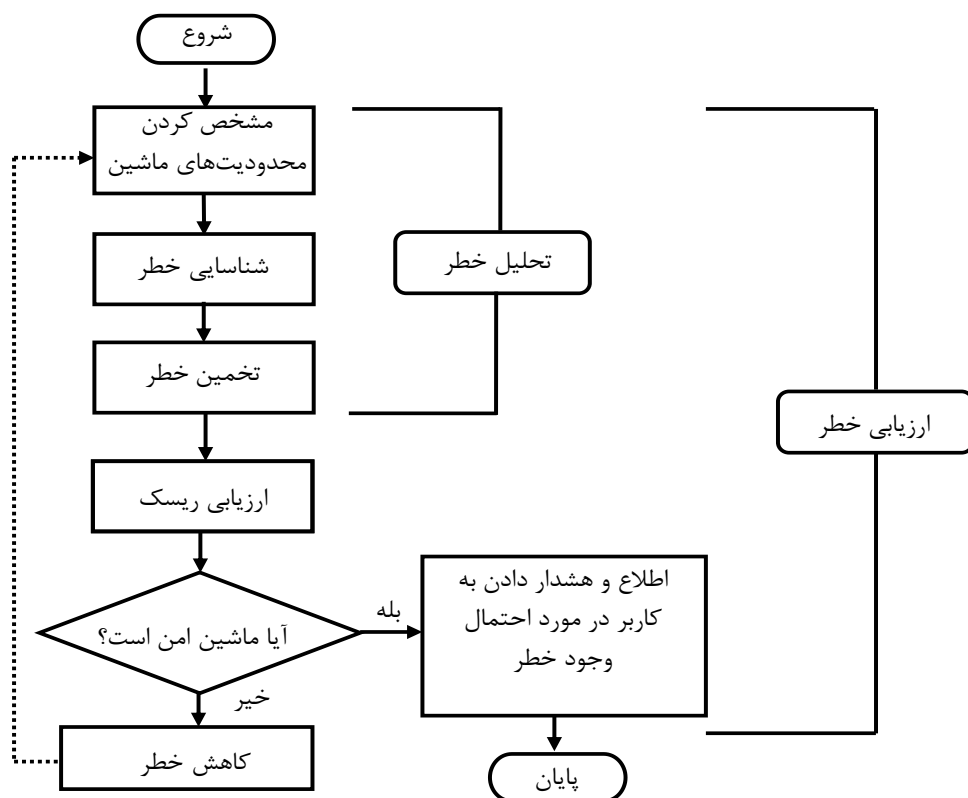 شروع
مشخص کردن
محدودیت‌های ماشین
شناسایی خطر
تحلیل خطر
تخمین خطر
ارزیابی خطر
ارزیابی ریسک
اطلاع و هشدار دادن به
کاربر در مورد احتمال
وجود خطر
بله
آیا ماشین امن است؟
خیر
کاهش خطر
پایان